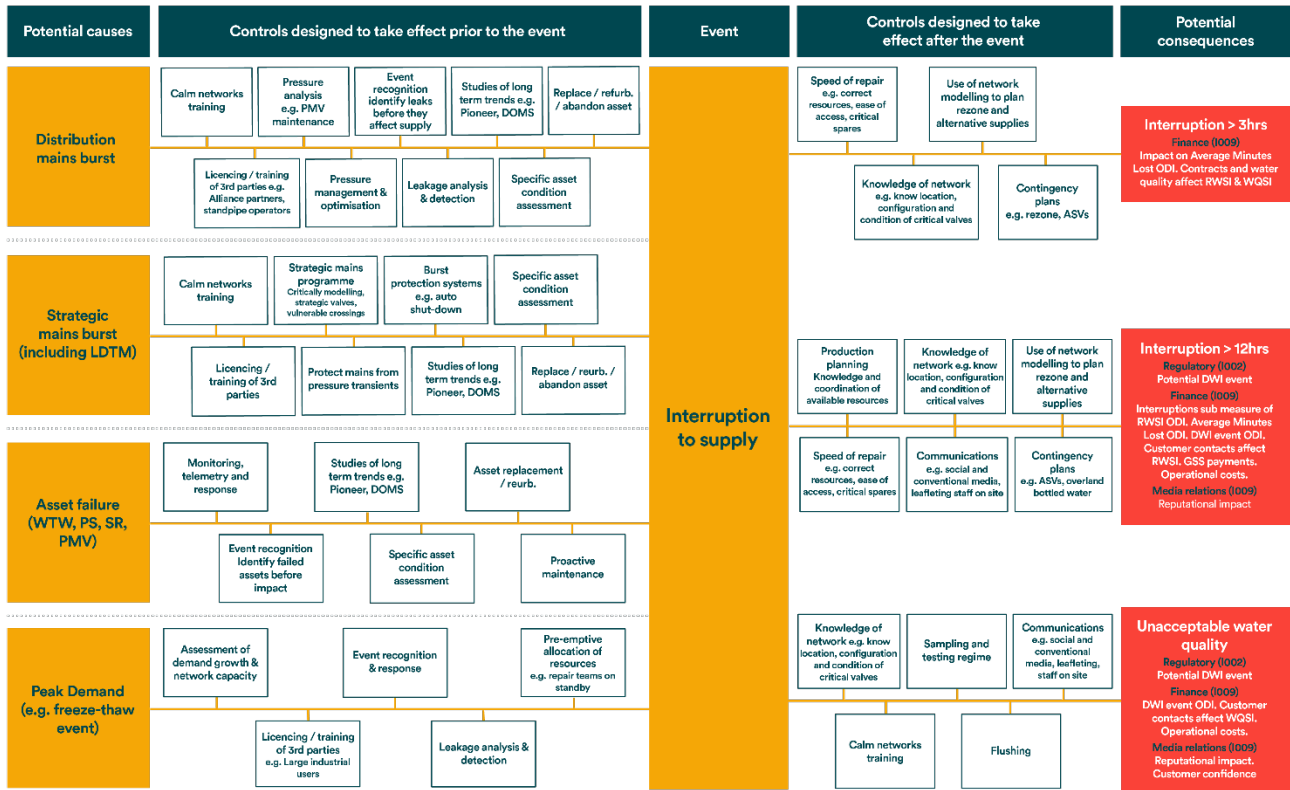 Potential causes
Controls designed to take effect prior to the event
Event
Controls designed to take
effect after the event
Potential
consequences
Distribution
mains burst
Calm networks
training
Pressure
analysis
e.g. PMV
maintenance
Event
recognition
identify leaks
before they
affect supply
Studies of long
term trends e.g.
Pioneer, DOMS
Replace / refurb.
/ abandon asset
Licencing / training
of 3rd parties e.g.
Alliance partners,
standpipe operators
Pressure
management &
optimisation
Leakage analysis
& detection
Specific asset
condition
assessment
Strategic
mains burst
(including LDTM)
Calm networks
training
Strategic mains
programme
Critically modelling,
strategic valves,
vulnerable crossings
Burst
protection systems
e.g. auto
shut-down
Specific asset
condition
assessment
Licencing /
training of 3rd
parties
Protect mains from
pressure transients
Studies of long
term trends e.g.
Pioneer, DOMS
Replace / reurb. /
abandon asset
Asset failure
(WTW, PS, SR,
PMV)
Monitoring,
telemetry and
response
Studies of long
term trends e.g.
Pioneer, DOMS
Asset replacement
/ reurb.
Event recognition
Identify failed
assets before
impact
Specific asset
condition
assessment
Proactive
maintenance
Peak Demand
(e.g. freeze-thaw
event)
Assessment of
demand growth &
network capacity
Event recognition
& response
Pre-emptive
allocation of
resources
e.g. repair teams on
standby
Licencing / training
of 3rd parties
e.g. Large industrial
users
Leakage analysis &
detection
Interruption
to supply
Speed of repair
e.g. correct
resources, ease of
access, critical
spares
Use of network
modelling to plan
rezone and
alternative supplies
Knowledge of network
e.g. know location,
configuration and
condition of critical valves
Contingency
plans
e.g. rezone, ASVs
Interruption > 3hrs
Finance (I009)
Impact on Average Minutes
Lost ODI. Contracts and water
quality affect RWSI & WQSI
Production
planning
Knowledge and
coordination of
available resources
Knowledge of
network e.g. know
location, configuration
and condition of
critical valves
Use of network
modelling to plan
rezone and
alternative
supplies
Speed of repair
e.g. correct
resources, ease of
access, critical spares
Communications
e.g. social and
conventional media,
leafleting staff on site
Contingency
plans
e.g. ASVs, overland
bottled water
Interruption > 12hrs
Regulatory (I002)
Potential DWI event
Finance (I009)
Interruptions sub measure of
RWSI ODI. Average Minutes
Lost ODI. DWI event ODI.
Customer contacts affect
RWSI. GSS payments.
Operational costs.
Media relations (I009)
Reputational impact
Knowledge of
network e.g. know
location, configuration
and condition of
critical valves
Sampling and
testing regime
Communications
e.g. social and
conventional
media, leafleting,
staff on site
Calm networks
training
Flushing
Unacceptable water
quality
Regulatory (I002)
Potential DWI event
Finance (I009)
DWI event ODI. Customer
contacts affect WQSI.
Operational costs.
Media relations (I009)
Reputational impact.
Customer confidence